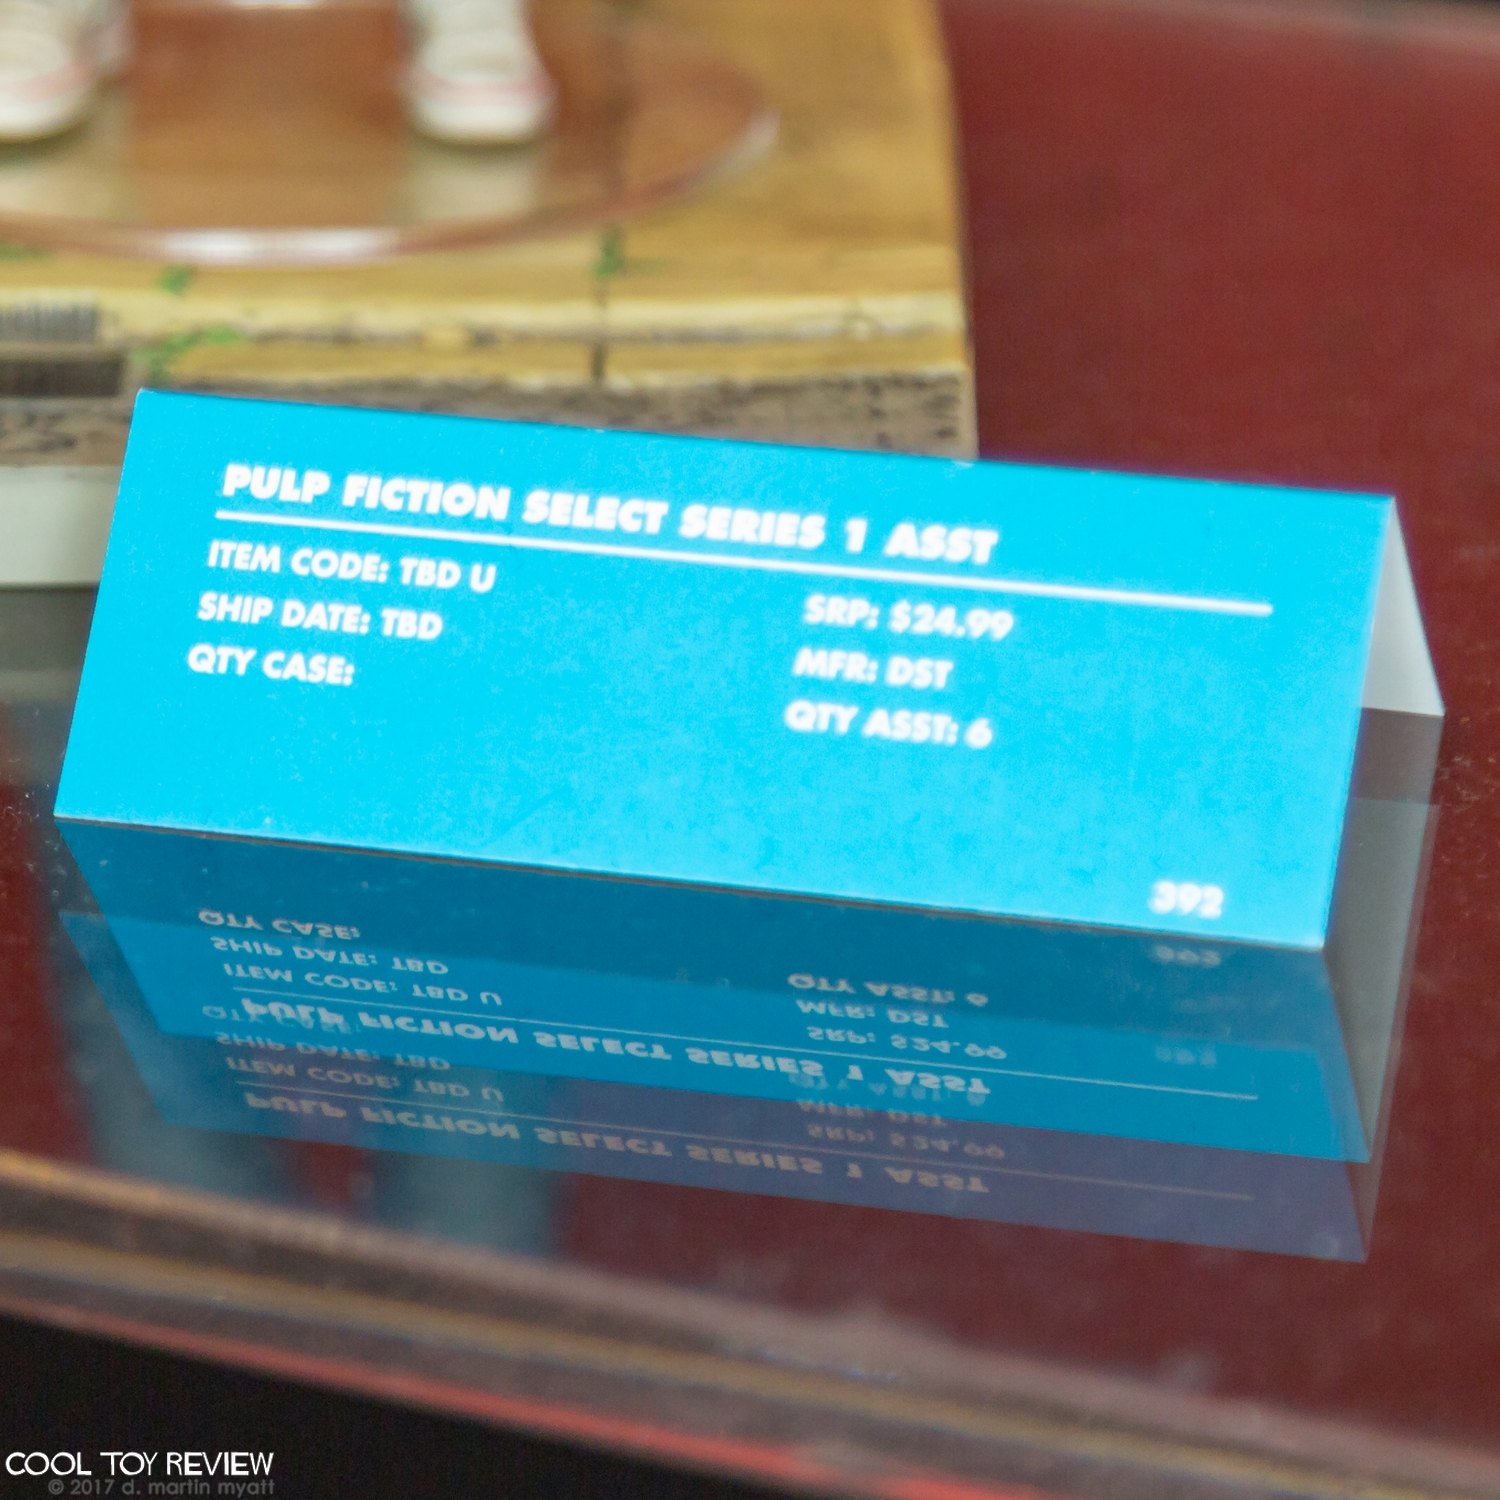 PULP FICTION SELECT SERIES 1 ASST
ITEM CODE: TBD U
SHIP DATE: TBD
QTY CASE:
SRP: $24.99
MFR: DST
QTY ASST: 6
392
COOL TOY REVIEW
© 2017 d. martin myatt